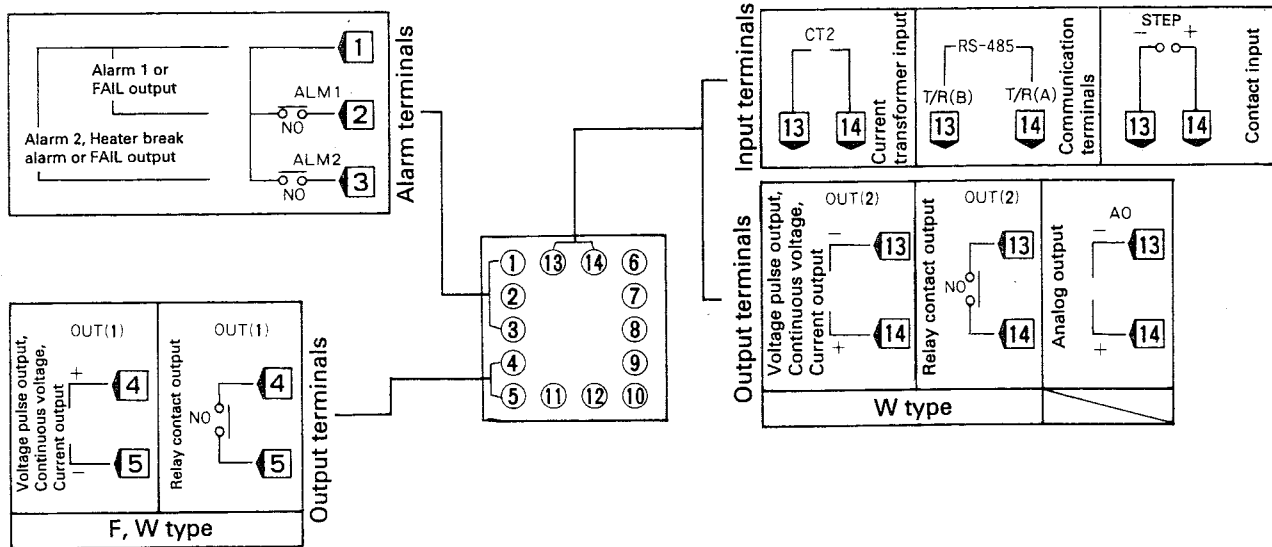 Alarm 1 or
FAIL output
Alarm 2, Heater break
alarm or FAIL output
1
ALM1
NO
2
ALM2
NO
3
Alarm terminals
Input terminals
CT2
13
14
Current
transformer input
RS-485
T/R(B)
T/R(A)
13
14
Communication
terminals
STEP
- +
13
14
Contact input
Output terminals
Voltage pulse output,
Continuous voltage,
Current output
OUT(2)
-
13
14
+
Relay contact output
OUT(2)
13
NO
14
Analog output
AO
-
13
14
+
W type
1 13 14 6
2 7
3 8
4 9
5 11 12 10
Voltage pulse output,
Continuous voltage,
Current output
OUT(1)
+
4
5
-
Relay contact output
OUT(1)
4
NO
5
Output terminals
F, W type